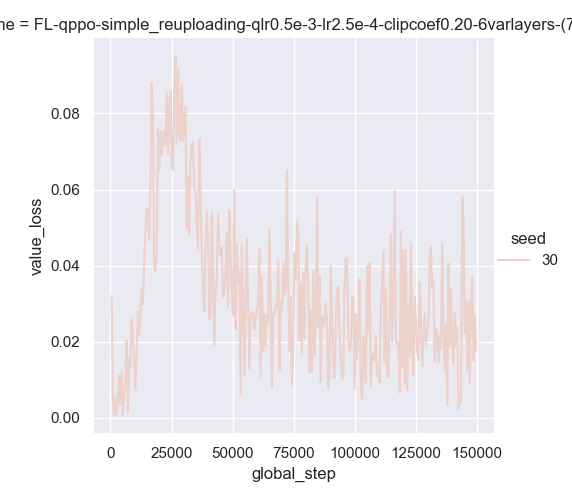 me = FL-qppo-simple_reuploading-qlr0.5e-3-lr2.5e-4-clipcoef0.20-6varlayers-(7
0.08
0.06
0.04
0.02
0.00
value_loss
0 25000 50000 75000 100000 125000 150000
global_step
seed
30